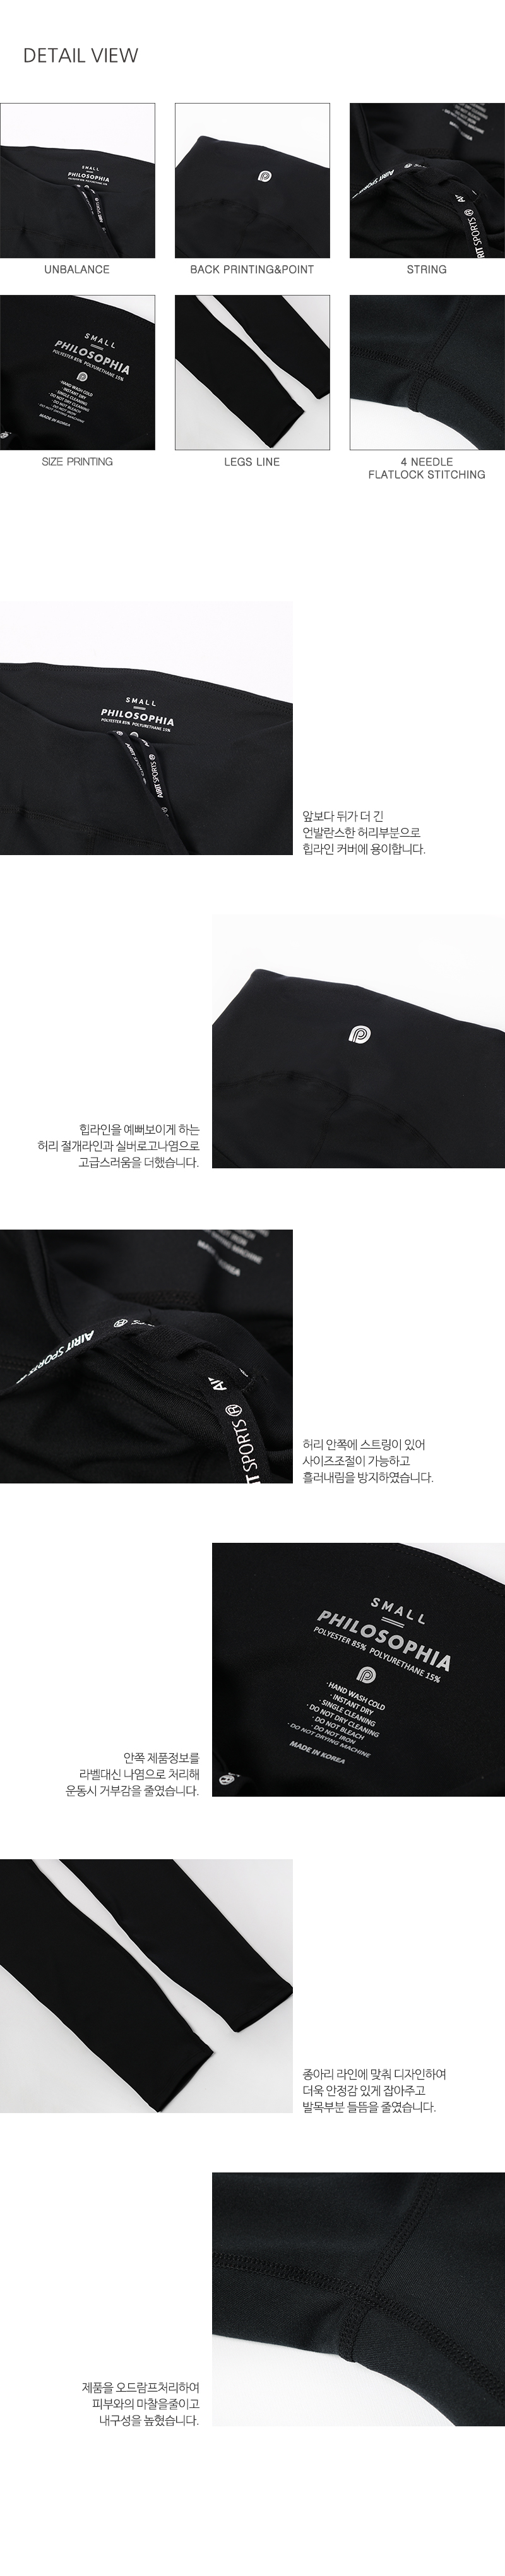 DETAIL VIEW
SMALL
PHILOSOPHIA
UNBALANCE
BACK PRINTING&POINT
SPORTS ®
STRING
SMALL
PHILOSOPHIA
POLYESTER 85% POLYURETHANE 15%
· HAND WASH COLD
· INSTANT DRY
· SINGLE CLEANING
· DO NOT DRY CLEANING
· DO NOT BLEACH
· DO NOT IRON
· DO NOT DRYING MACHINE
MADE IN KOREA
SIZE PRINTING
LEGS LINE
4 NEEDLE
FLATLOCK STITCHING
SMALL
PHILOSOPHIA
POLYESTER 85% POLYURETHANE 15%
AIRIT SPORTS ®
앞보다 뒤가 더 긴
언발란스한 허리부분으로
힙라인 커버에 용이합니다.
힙라인을 예뻐보이게 하는
허리 절개라인과 실버로고나염으로
고급스러움을 더했습니다.
AIRIT SPORTS
SPORTS ®
허리 안쪽에 스트링이 있어
사이즈조절이 가능하고
흘러내림을 방지하였습니다.
SMALL
PHILOSOPHIA
POLYESTER 85% POLYURETHANE 15%
· HAND WASH COLD
· INSTANT DRY
· SINGLE CLEANING
· DO NOT DRY CLEANING
· DO NOT BLEACH
· DO NOT IRON
· DO NOT DRYING MACHINE
MADE IN KOREA
안쪽 제품정보를
라벨대신 나염으로 처리해
운동시 거부감을 줄였습니다.
종아리 라인에 맞춰 디자인하여
더욱 안정감 있게 잡아주고
발목부분 들뜸을 줄였습니다.
제품을 오드람프처리하여
피부와의 마찰을줄이고
내구성을 높혔습니다.